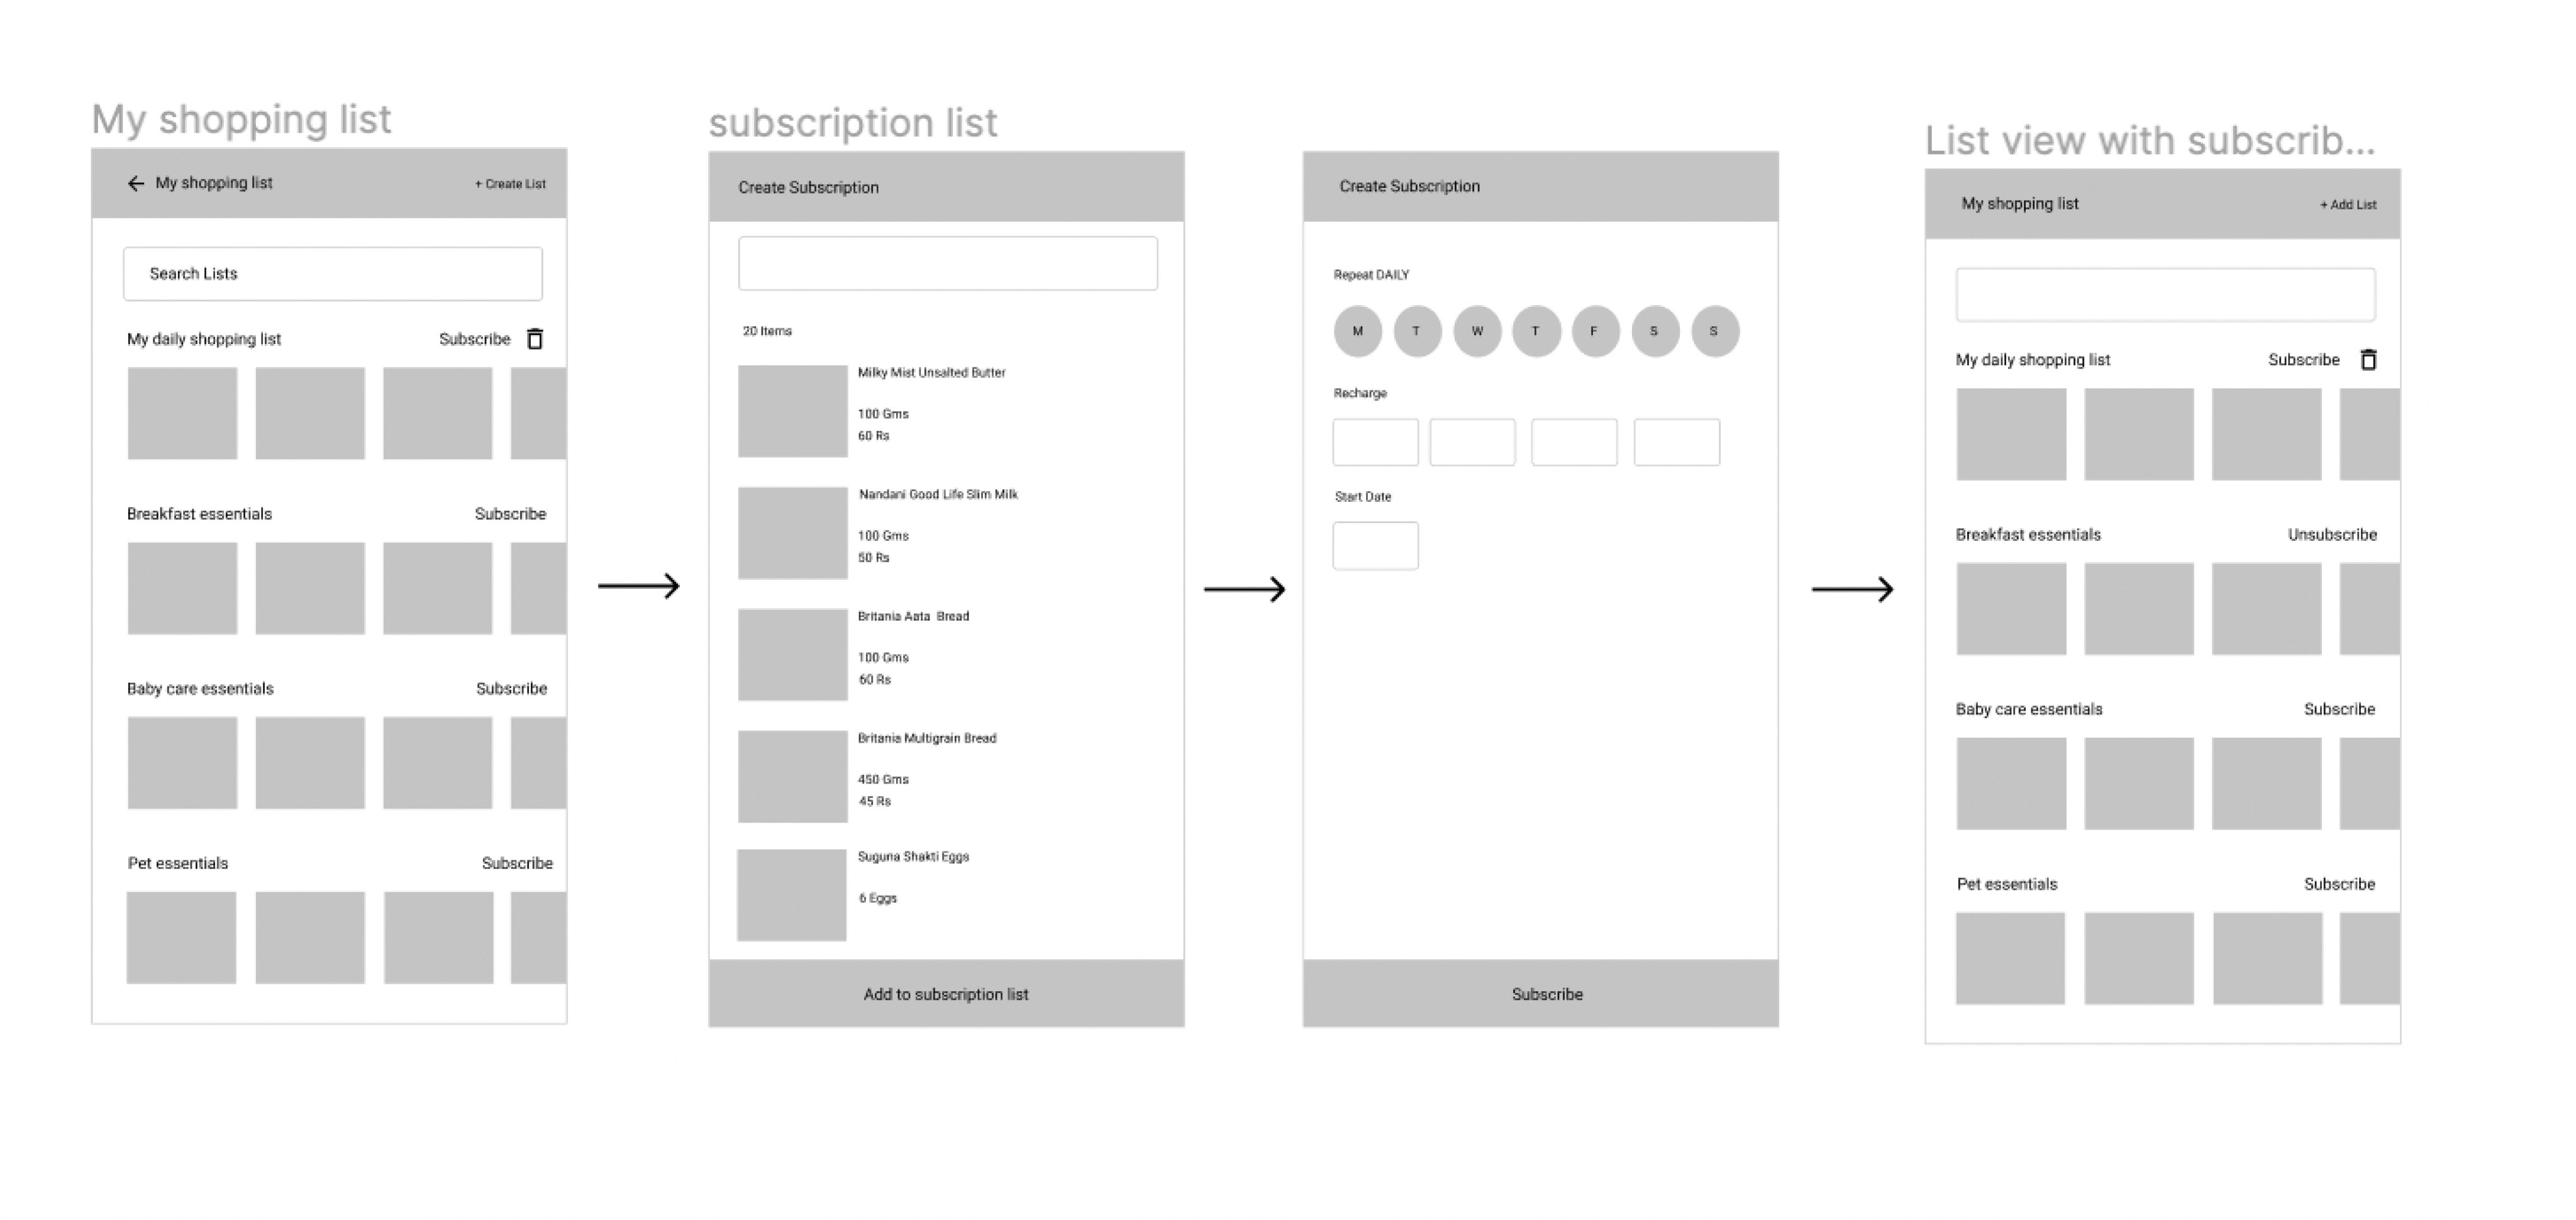 My shopping list
My shopping list
+ Create List
Search Lists
My daily shopping list
Subscribe
Breakfast essentials
Subscribe
Baby care essentials
Subscribe
Pet essentials
Subscribe
subscription list
Create Subscription
20 Items
Milky Mist Unsalted Butter
100 Gms
60 Rs
Nandani Good Life Slim Milk
100 Gms
50 Rs
Britania Aata Bread
100 Gms
60 Rs
Britania Multigrain Bread
450 Gms
45 Rs
Suguna Shakti Eggs
6 Eggs
Add to subscription list
Create Subscription
Repeat DAILY
M T W T F S S
Recharge
Start Date
Subscribe
List view with subscrib...
My shopping list
+ Add List
My daily shopping list
Subscribe
Breakfast essentials
Unsubscribe
Baby care essentials
Subscribe
Pet essentials
Subscribe